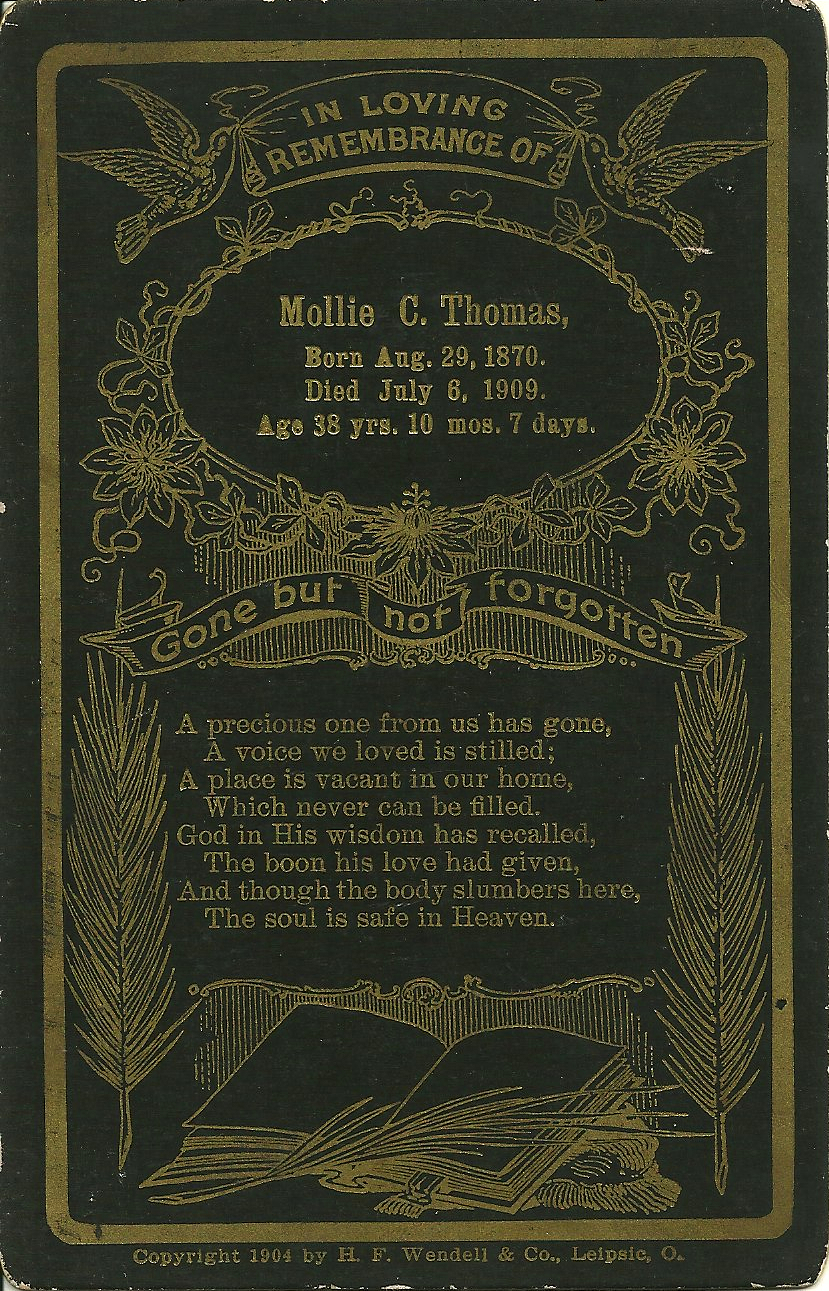 IN LOVING
REMEMBRANCE OF
Mollie C. Thomas,
Born Aug. 29, 1870.
Died July 6, 1909.
Age 38 yrs. 10 mos. 7 days.
Gone but not forgotten
A precious one from us has gone,
A voice we loved is stilled;
A place is vacant in our home,
Which never can be filled.
God in His wisdom has recalled,
The boon his love had given,
And though the body slumbers here,
The soul is safe in Heaven.
Copyright 1904 by H. F. Wendell & Co., Leipsic, O.